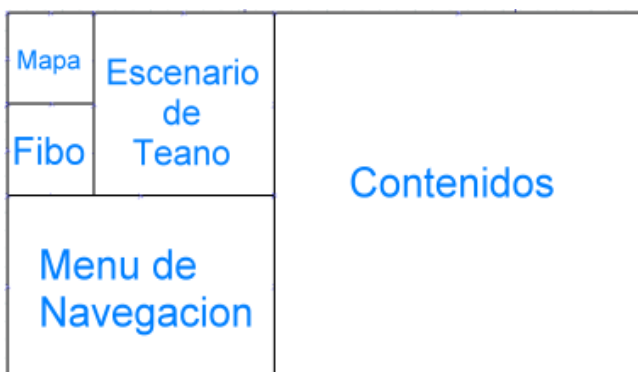 Mapa
Escenario
de
Teano
Fibo
Contenidos
Menu de
Navegacion